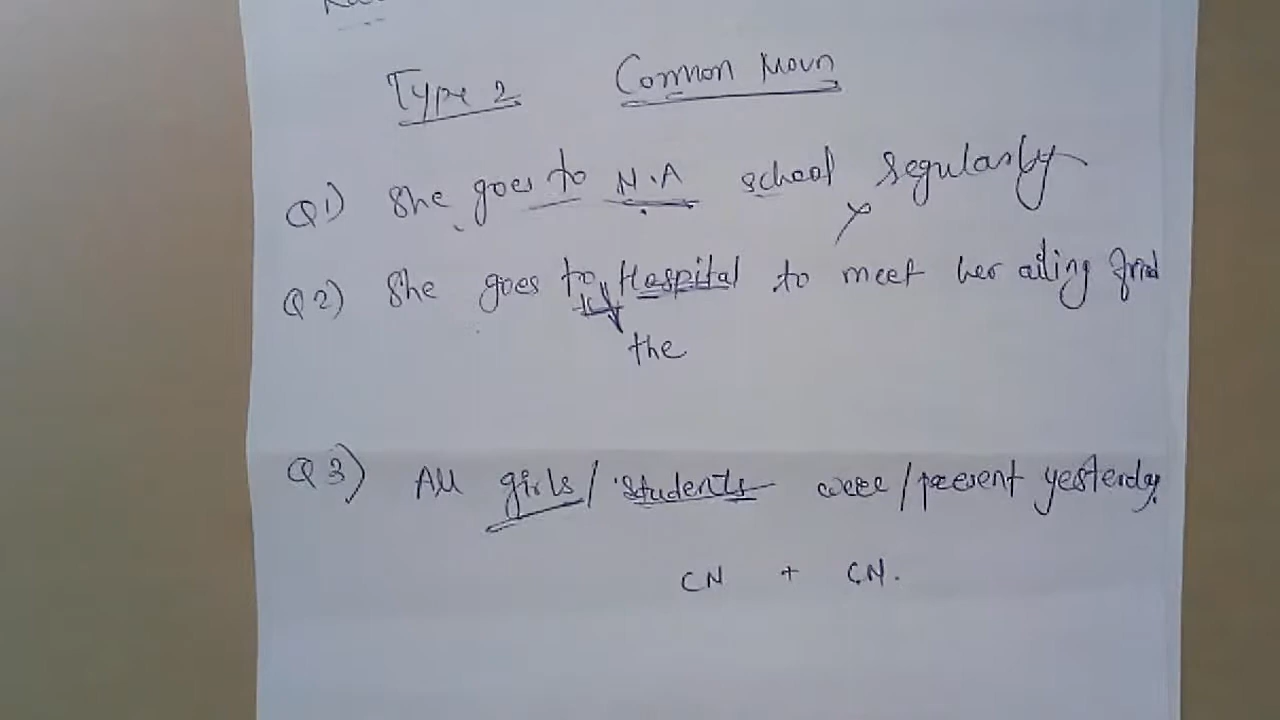 Type 2 Common Noun
Q1) She goes to N.A school regularly
Q2) She goes to Hospital to meet her ailing
the
Q3) All girls / students were / present yesterday.
CN + CN.